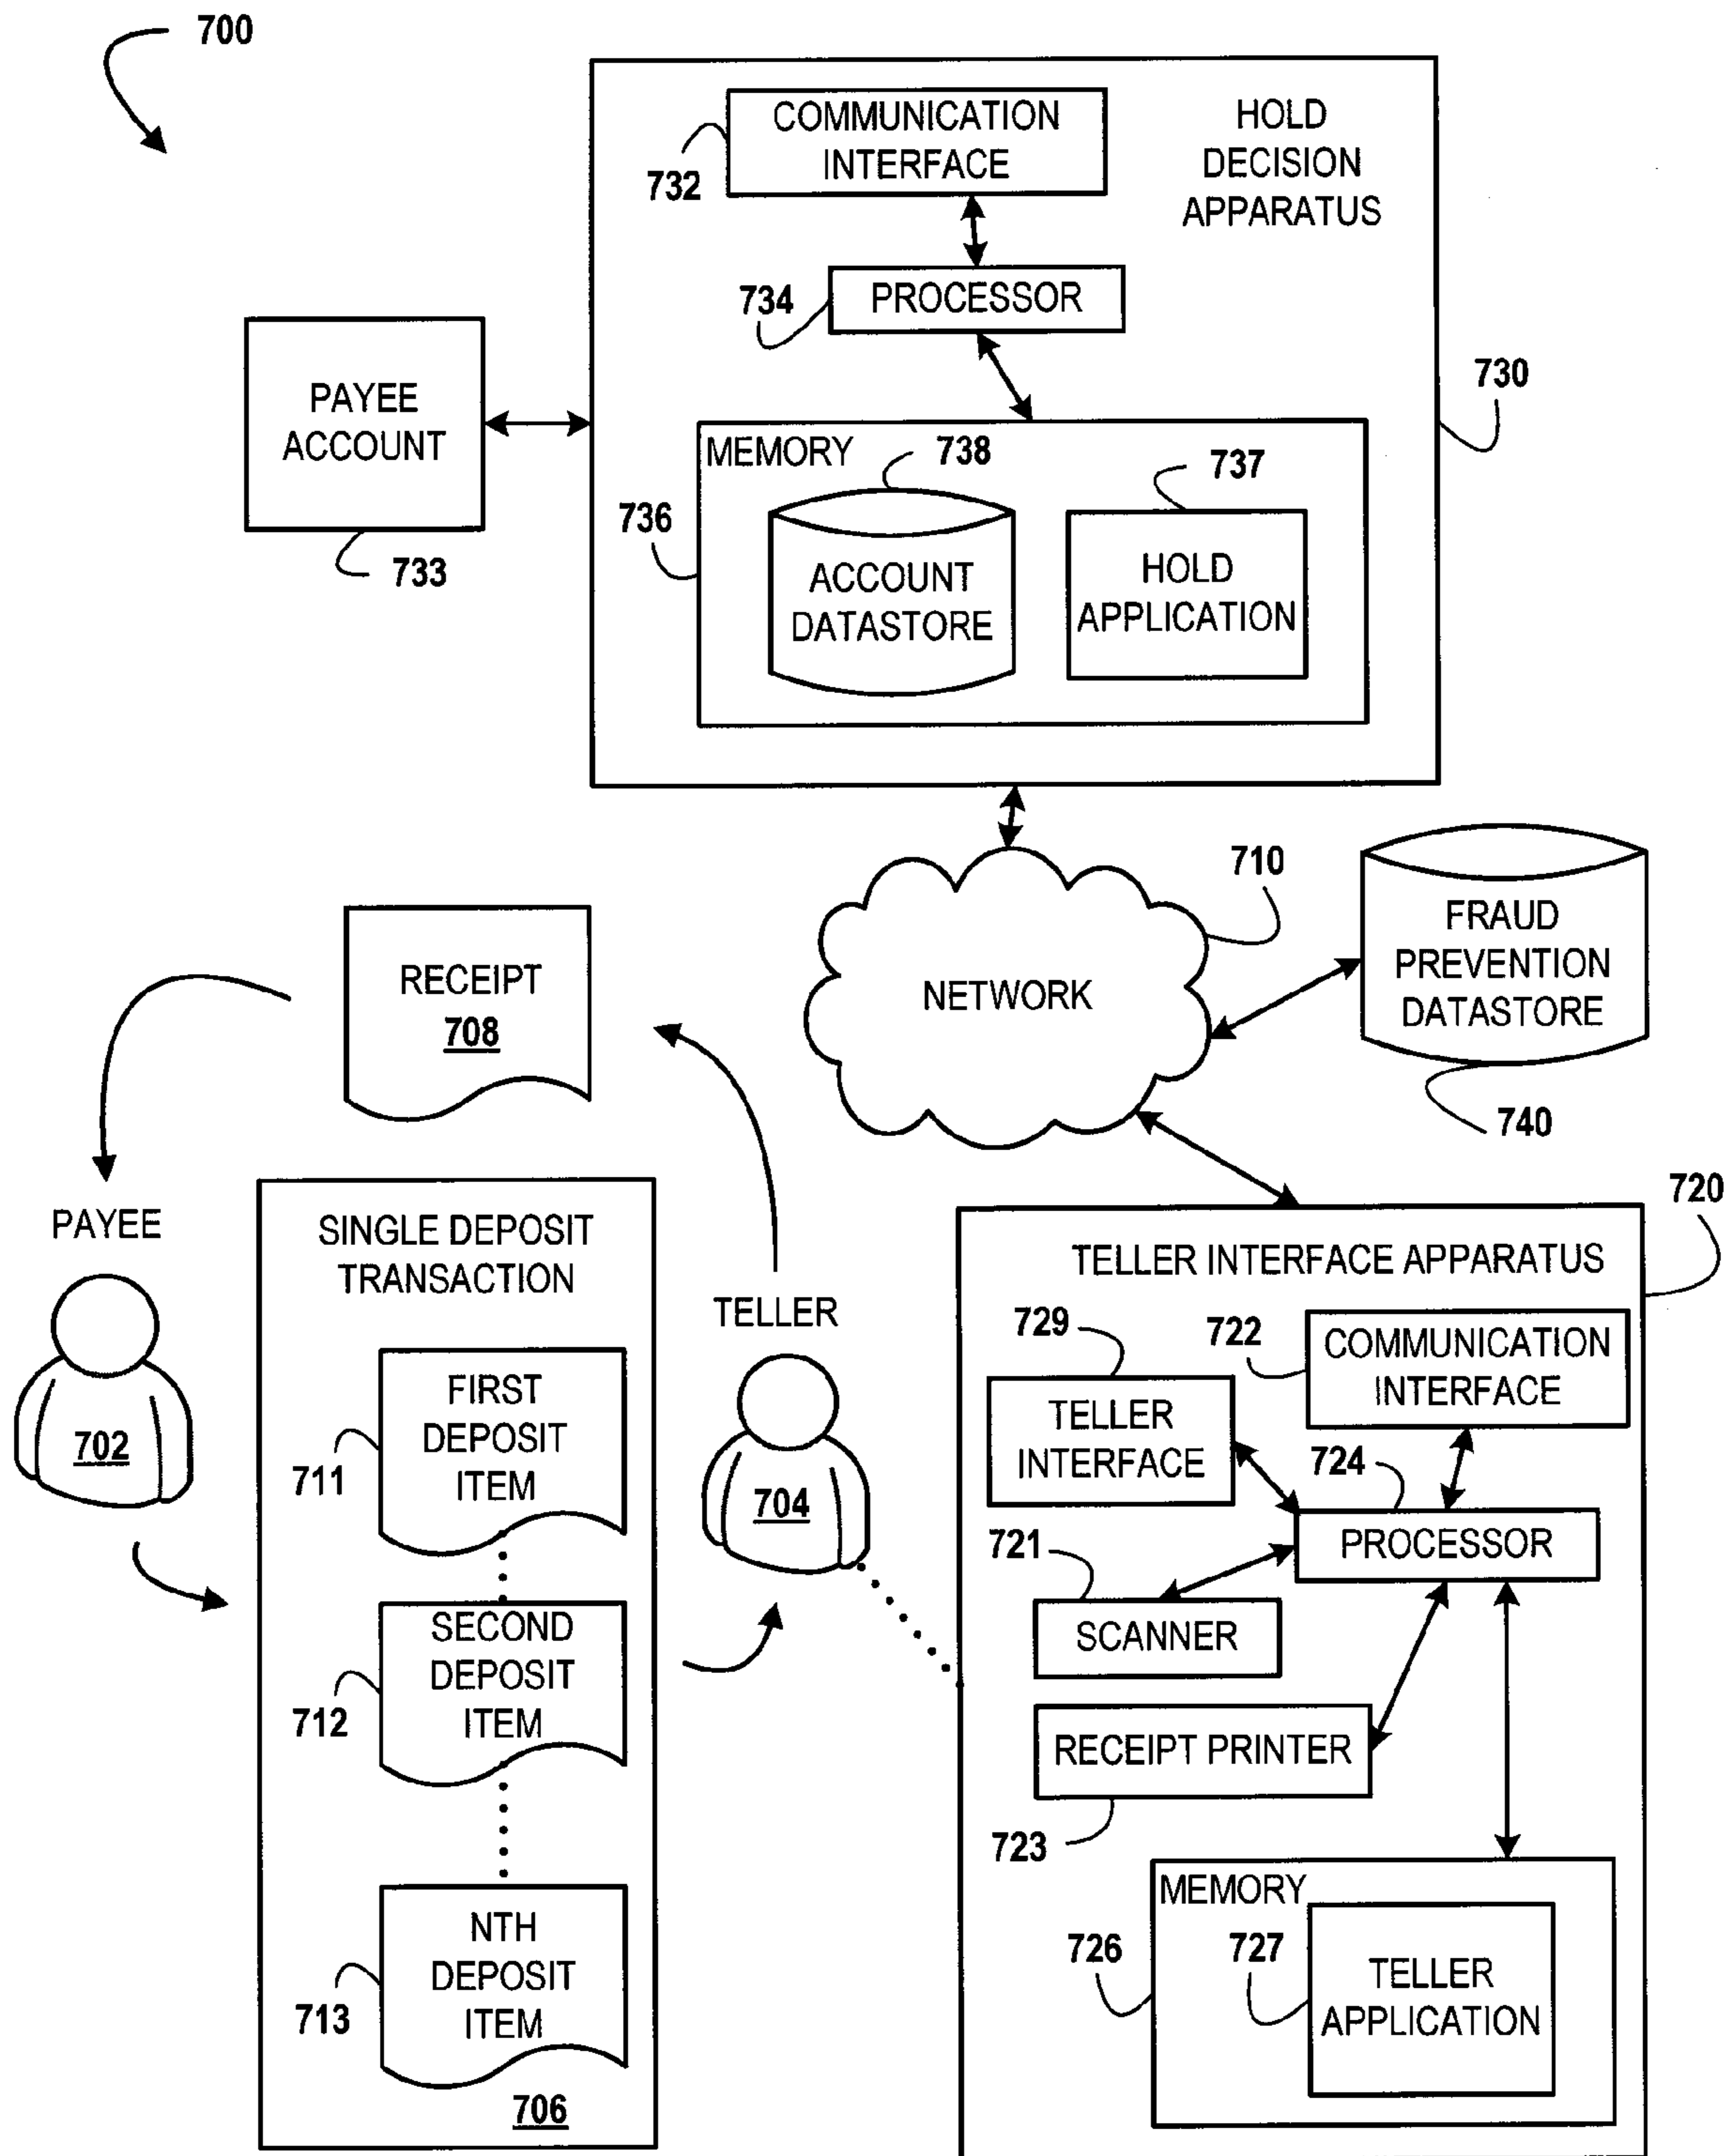 700
COMMUNICATION
INTERFACE
732
HOLD
DECISION
APPARATUS
734
PROCESSOR
730
PAYEE
ACCOUNT
733
MEMORY
738
737
736
ACCOUNT
DATASTORE
HOLD
APPLICATION
710
NETWORK
FRAUD
PREVENTION
DATASTORE
740
RECEIPT
708
PAYEE
702
SINGLE DEPOSIT
TRANSACTION
FIRST
DEPOSIT
ITEM
711
SECOND
DEPOSIT
ITEM
712
NTH
DEPOSIT
ITEM
713
706
TELLER
704
720
TELLER INTERFACE APPARATUS
729
722
COMMUNICATION
INTERFACE
TELLER
INTERFACE
724
PROCESSOR
721
SCANNER
RECEIPT PRINTER
723
MEMORY
726
727
TELLER
APPLICATION